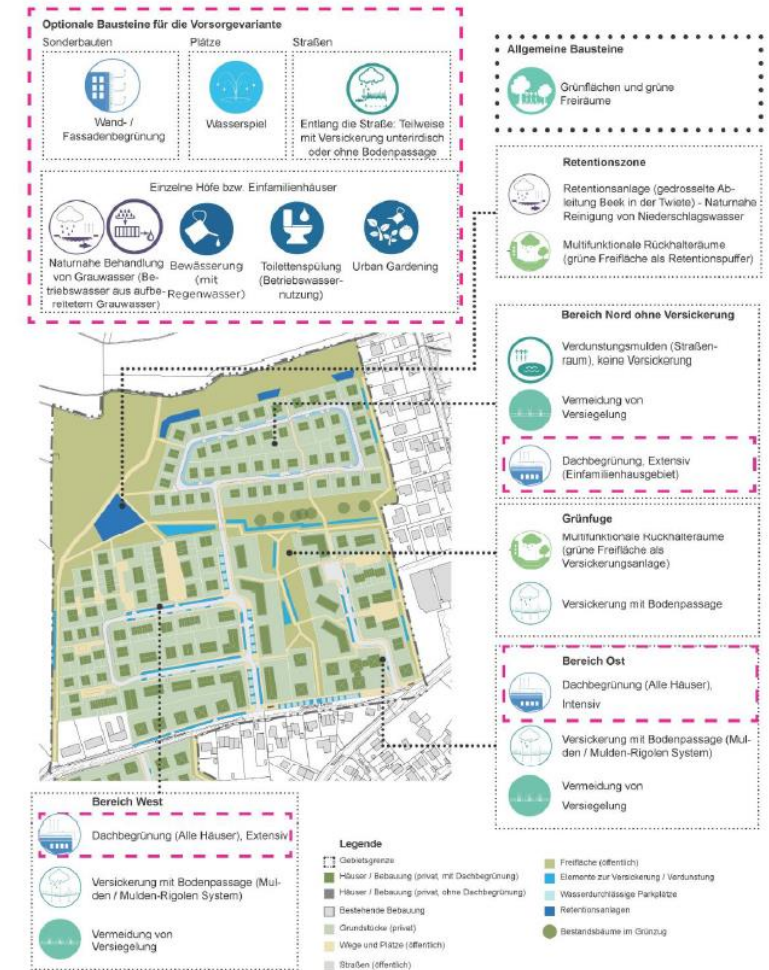 Optionale Bausteine für die Vorsorgevariante
Sonderbauten
Plätze
Straßen
Wand- /
Fassadenbegrünung
Wasserspiel
Entlang die Straße: Teilweise
mit Versickerung unterirdisch
oder ohne Bodenpassage
Einzelne Höfe bzw. Einfamilienhäuser
Naturnahe Behandlung
von Grauwasser (Be-
triebswasser aus aufbe-
reitetem Grauwasser)
Bewässerung
(mit
Regenwasser)
Toilettenspülung
(Betriebswasser-
nutzung)
Urban Gardening
Allgemeine Bausteine
Grünflächen und grüne
Freiräume
Retentionszone
Retentionsanlage (gedrosselte Ab-
leitung Beek in der Twiete) - Naturnahe
Reinigung von Niederschlagswasser
Multifunktionale Rückhalteräume
(grüne Freifläche als Retentionspuffer)
Bereich Nord ohne Versickerung
Verdunstungsmulden (Straßen-
raum), keine Versickerung
Vermeidung von
Versiegelung
Dachbegrünung, Extensiv
(Einfamilienhausgebiet)
Grünfuge
Multifunktionale Rückhalteräume
(grüne Freifläche als
Versickerungsanlage)
Versickerung mit Bodenpassage
Bereich Ost
Dachbegrünung (Alle Häuser),
Intensiv
Versickerung mit Bodenpassage (Mul-
den / Mulden-Rigolen System)
Vermeidung von
Versiegelung
Bereich West
Dachbegrünung (Alle Häuser), Extensiv
Versickerung mit Bodenpassage (Mul-
den / Mulden-Rigolen System)
Vermeidung von
Versiegelung
Legende
Gebietsgrenze
Häuser / Bebauung (privat, mit Dachbegrünung)
Häuser / Bebauung (privat, ohne Dachbegrünung)
Bestehende Bebauung
Grundstücke (privat)
Wege und Plätze (öffentlich)
Straßen (öffentlich)
Freifläche (öffentlich)
Elemente zur Versickerung / Verdunstung
Wasserdurchlässige Parkplätze
Retentionsanlagen
Bestandsbäume im Grünzug